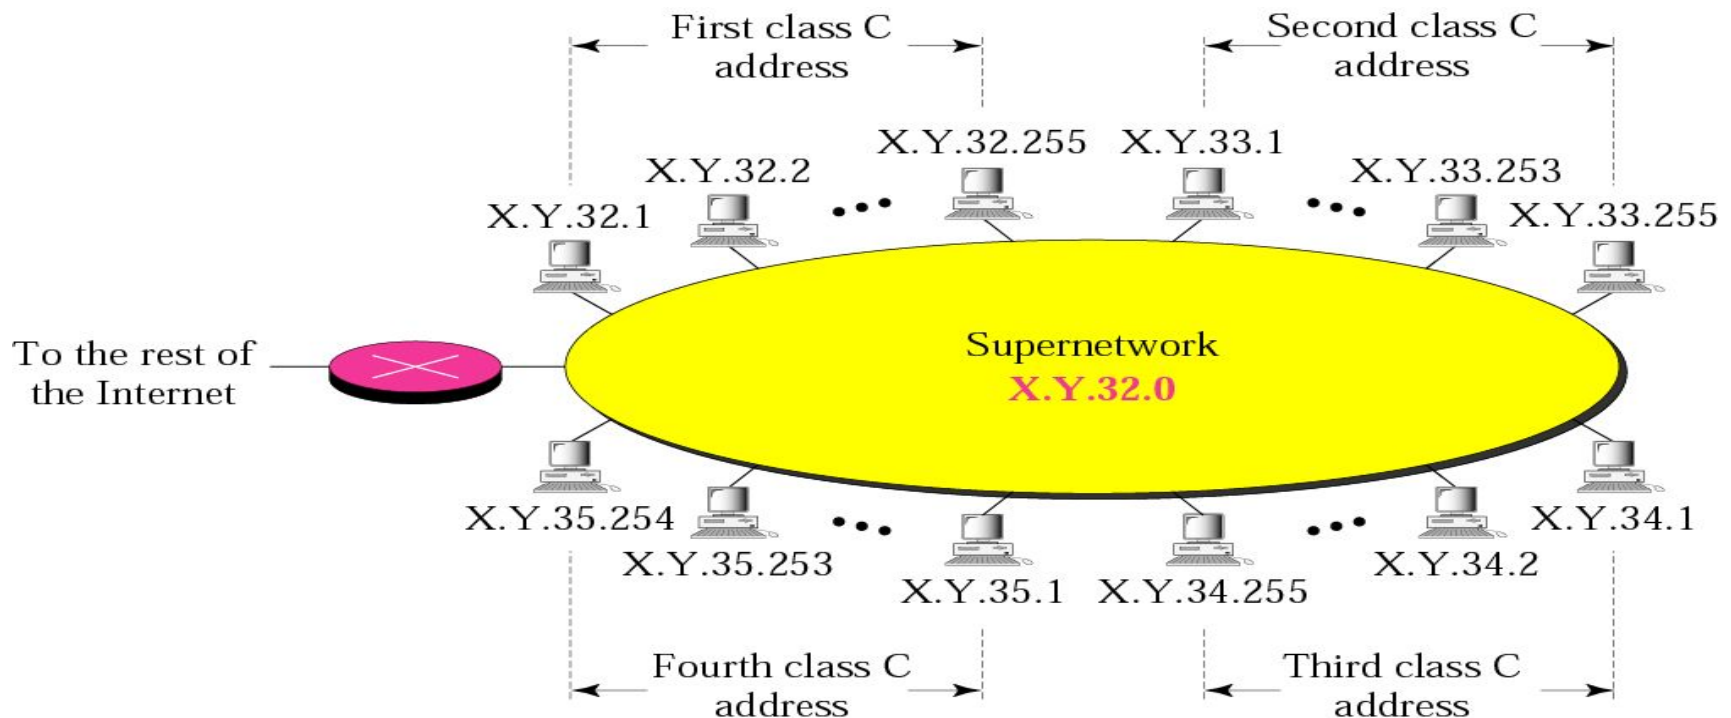 First class C
address
Second class C
address
X.Y.32.255
X.Y.33.1
X.Y.32.2
X.Y.33.253
X.Y.32.1
X.Y.33.255
To the rest of
the Internet
Supernetwork
X.Y.32.0
X.Y.35.254
X.Y.34.1
X.Y.35.253
X.Y.34.2
X.Y.35.1
X.Y.34.255
Fourth class C
address
Third class C
address